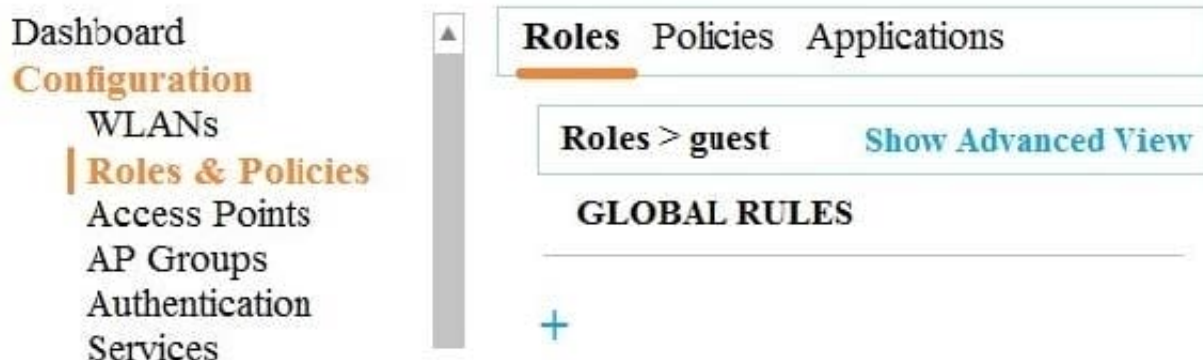 Dashboard
Configuration
WLANs
Roles & Policies
Access Points
AP Groups
Authentication
Services
Roles Policies Applications
Roles > guest Show Advanced View
GLOBAL RULES
+